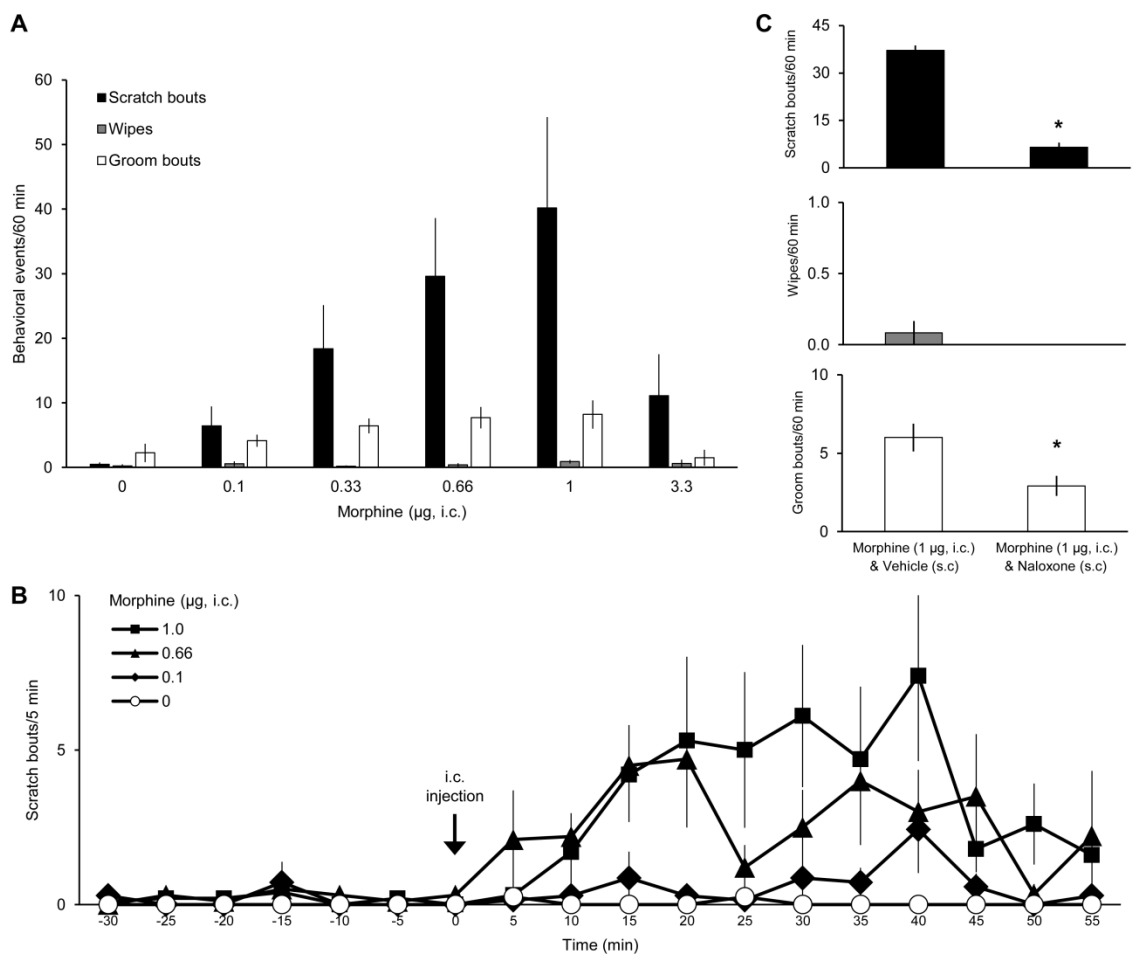 A
60
50
40
30
20
10
0
Behavioral events/60 min
Scratch bouts
Wipes
Groom bouts
0 0.1 0.33 0.66 1 3.3
Morphine (µg, i.c.)
C
45
30
15
0
Scratch bouts/60 min
*
1.0
0.5
0.0
Wipes/60 min
10
5
0
Groom bouts/60 min
*
Morphine (1 µg, i.c.)
& Vehicle (s.c)
Morphine (1 µg, i.c.)
& Naloxone (s.c)
B
10
5
0
Scratch bouts/5 min
Morphine (µg, i.c.)
1.0
0.66
0.1
0
i.c.
injection
-30 -25 -20 -15 -10 -5 0 5 10 15 20 25 30 35 40 45 50 55
Time (min)